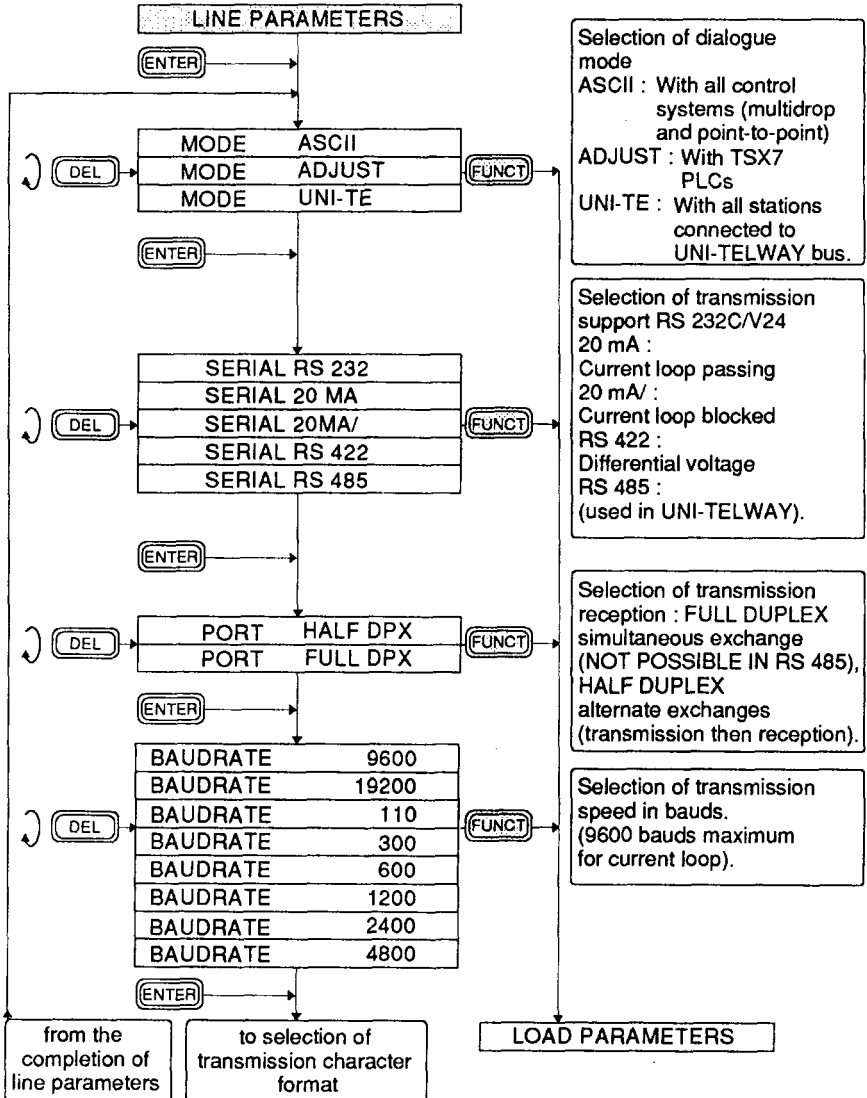 LINE PARAMETERS
ENTER
DEL
MODE ASCII
MODE ADJUST
MODE UNI-TE
FUNCT
Selection of dialogue
mode
ASCII : With all control
systems (multidrop
and point-to-point)
ADJUST : With TSX7
PLCs
UNI-TE : With all stations
connected to
UNI-TELWAY bus.
ENTER
DEL
SERIAL RS 232
SERIAL 20 MA
SERIAL 20MA/
SERIAL RS 422
SERIAL RS 485
FUNCT
Selection of transmission
support RS 232C/V24
20 mA :
Current loop passing
20 mA/ :
Current loop blocked
RS 422 :
Differential voltage
RS 485 :
(used in UNI-TELWAY).
ENTER
DEL
PORT HALF DPX
PORT FULL DPX
FUNCT
Selection of transmission
reception : FULL DUPLEX
simultaneous exchange
(NOT POSSIBLE IN RS 485),
HALF DUPLEX
alternate exchanges
(transmission then reception).
ENTER
DEL
BAUDRATE 9600
BAUDRATE 19200
BAUDRATE 110
BAUDRATE 300
BAUDRATE 600
BAUDRATE 1200
BAUDRATE 2400
BAUDRATE 4800
FUNCT
Selection of transmission
speed in bauds.
(9600 bauds maximum
for current loop).
ENTER
from the
completion of
line parameters
to selection of
transmission character
format
LOAD PARAMETERS